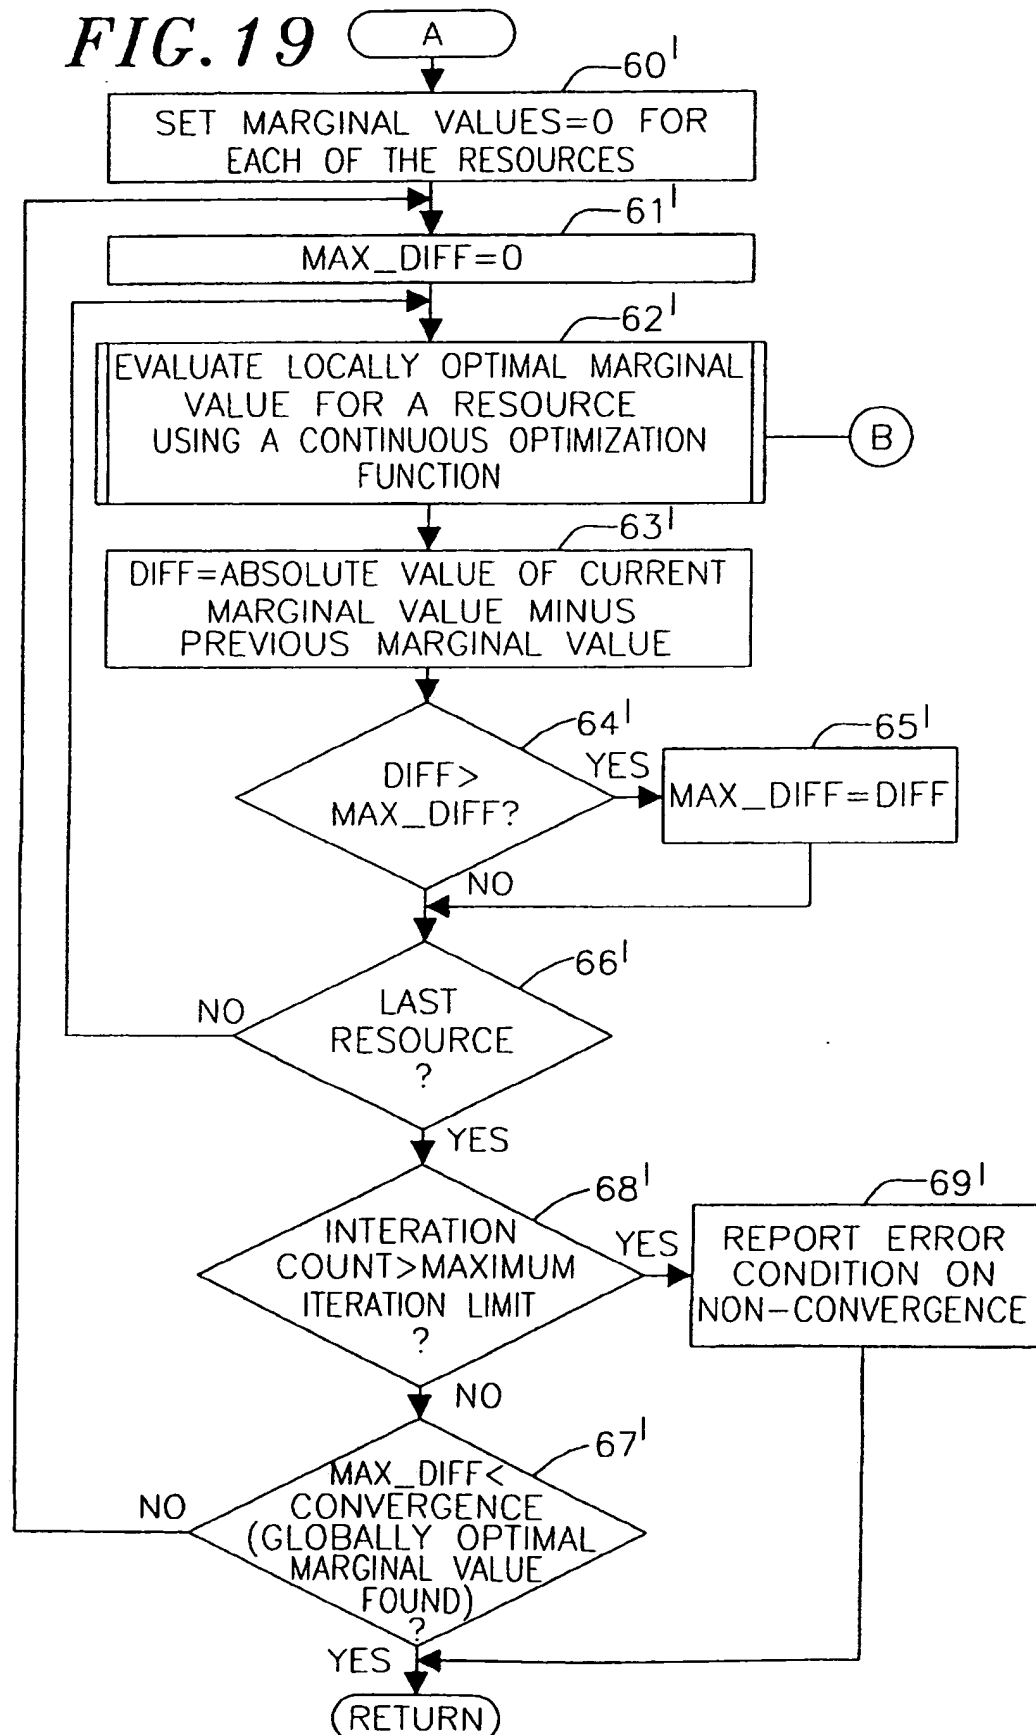 FIG. 19
A
60'
SET MARGINAL VALUES=0 FOR
EACH OF THE RESOURCES
61'
MAX_DIFF=0
62'
EVALUATE LOCALLY OPTIMAL MARGINAL
VALUE FOR A RESOURCE
USING A CONTINUOUS OPTIMIZATION
FUNCTION
B
63'
DIFF=ABSOLUTE VALUE OF CURRENT
MARGINAL VALUE MINUS
PREVIOUS MARGINAL VALUE
64'
DIFF>
MAX_DIFF?
YES
65'
MAX_DIFF=DIFF
NO
66'
LAST
RESOURCE
?
NO
YES
68'
INTERATION
COUNT>MAXIMUM
ITERATION LIMIT
?
YES
69'
REPORT ERROR
CONDITION ON
NON-CONVERGENCE
NO
67'
MAX_DIFF<
CONVERGENCE
(GLOBALLY OPTIMAL
MARGINAL VALUE
FOUND)
?
NO
YES
RETURN